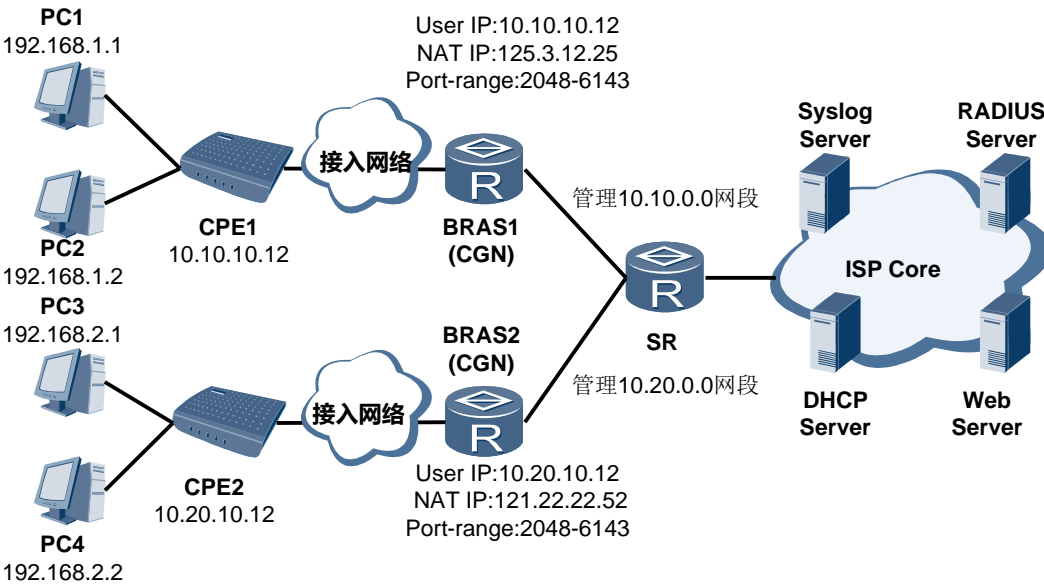 PC1
192.168.1.1
PC2
192.168.1.2
PC3
192.168.2.1
PC4
192.168.2.2
CPE1
10.10.10.12
CPE2
10.20.10.12
接入网络
接入网络
User IP:10.10.10.12
NAT IP:125.3.12.25
Port-range:2048-6143
R
BRAS1
(CGN)
BRAS2
(CGN)
R
User IP:10.20.10.12
NAT IP:121.22.22.52
Port-range:2048-6143
管理10.10.0.0网段
R
SR
管理10.20.0.0网段
Syslog
Server
RADIUS
Server
ISP Core
DHCP
Server
Web
Server